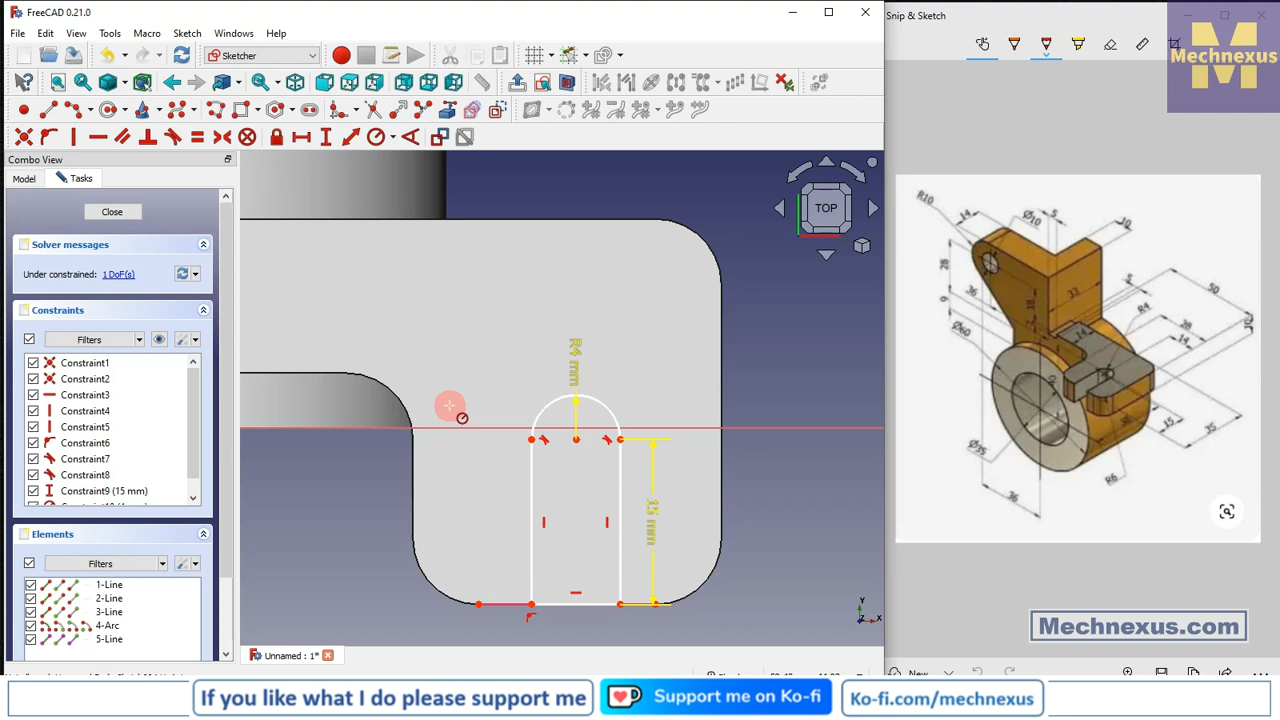 FreeCAD 0.21.0
File Edit View Tools Macro Sketch Windows Help
Sketcher
Combo View
Model Tasks
Close
Solver messages
Under constrained: 1 DoF(s)
Constraints
Filters
Constraint1
Constraint2
Constraint3
Constraint4
Constraint5
Constraint6
Constraint7
Constraint8
Constraint9 (15 mm)
Elements
Filters
1-Line
2-Line
3-Line
4-Arc
5-Line
R4 mm
15 mm
TOP
Y
Z
X
Unnamed : 1*
Snip & Sketch
M
Mechnexus
R10
14
Ø10
5
10
28
36
9
18
33
5
50
R4
10
28
14
14
Ø60
35
15
Ø35
36
R6
Mechnexus.com
New
If you like what I do please support me
Support me on Ko-fi
Ko-fi.com/mechnexus